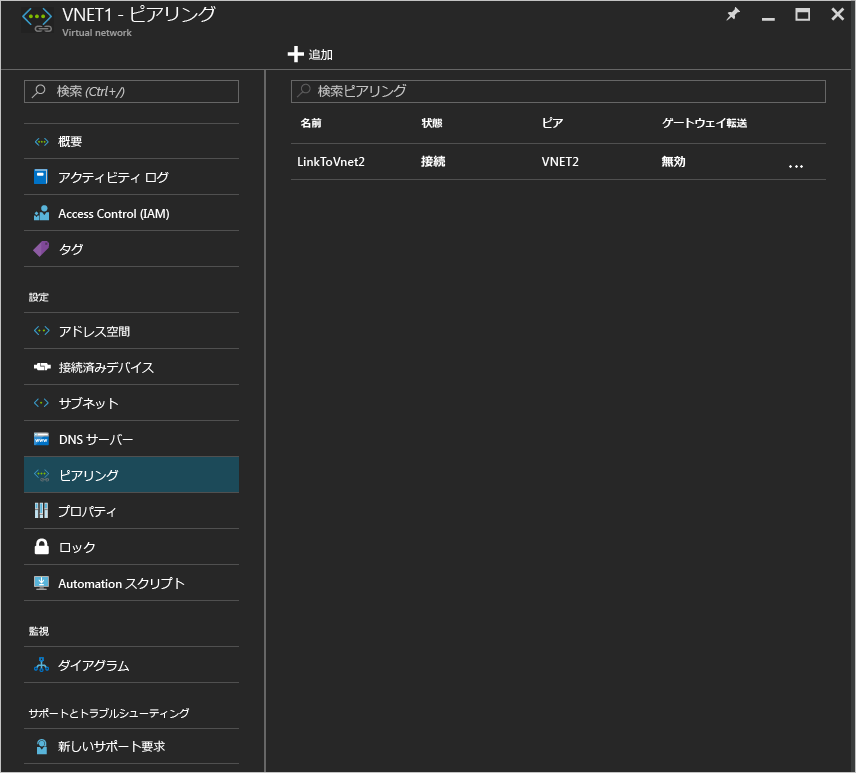 VNET1 - ピアリング
Virtual network
追加
検索 (Ctrl+/)
概要
アクティビティ ログ
Access Control (IAM)
タグ
設定
アドレス空間
接続済みデバイス
サブネット
DNS サーバー
ピアリング
プロパティ
ロック
Automation スクリプト
監視
ダイアグラム
サポートとトラブルシューティング
新しいサポート要求
検索ピアリング
名前 状態 ピア ゲートウェイ転送
LinkToVnet2 接続 VNET2 無効 ...